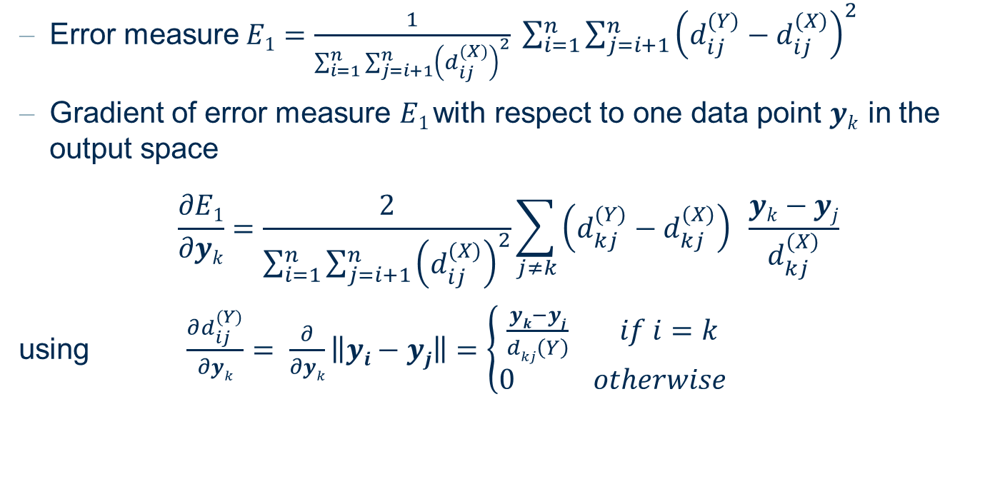 – Error measure $E_1 = \frac{1}{\sum_{i=1}^{n} \sum_{j=i+1}^{n} \left(d_{ij}^{(X)}\right)^2} \sum_{i=1}^{n} \sum_{j=i+1}^{n} \left(d_{ij}^{(Y)} - d_{ij}^{(X)}\right)^2$
– Gradient of error measure $E_1$ with respect to one data point $\boldsymbol{y}_k$ in the
output space
$\frac{\partial E_1}{\partial \boldsymbol{y}_k} = \frac{2}{\sum_{i=1}^{n} \sum_{j=i+1}^{n} \left(d_{ij}^{(X)}\right)^2} \sum_{j \neq k} \left(d_{kj}^{(Y)} - d_{kj}^{(X)}\right) \frac{\boldsymbol{y}_k - \boldsymbol{y}_j}{d_{kj}^{(X)}}$
using $\frac{\partial d_{ij}^{(Y)}}{\partial \boldsymbol{y}_k} = \frac{\partial}{\partial \boldsymbol{y}_k} \|\boldsymbol{y_i} - \boldsymbol{y_j}\| = \begin{cases} \frac{\boldsymbol{y_k} - \boldsymbol{y_j}}{d_{kj}(Y)} & if\ i = k \\ 0 & otherwise \end{cases}$